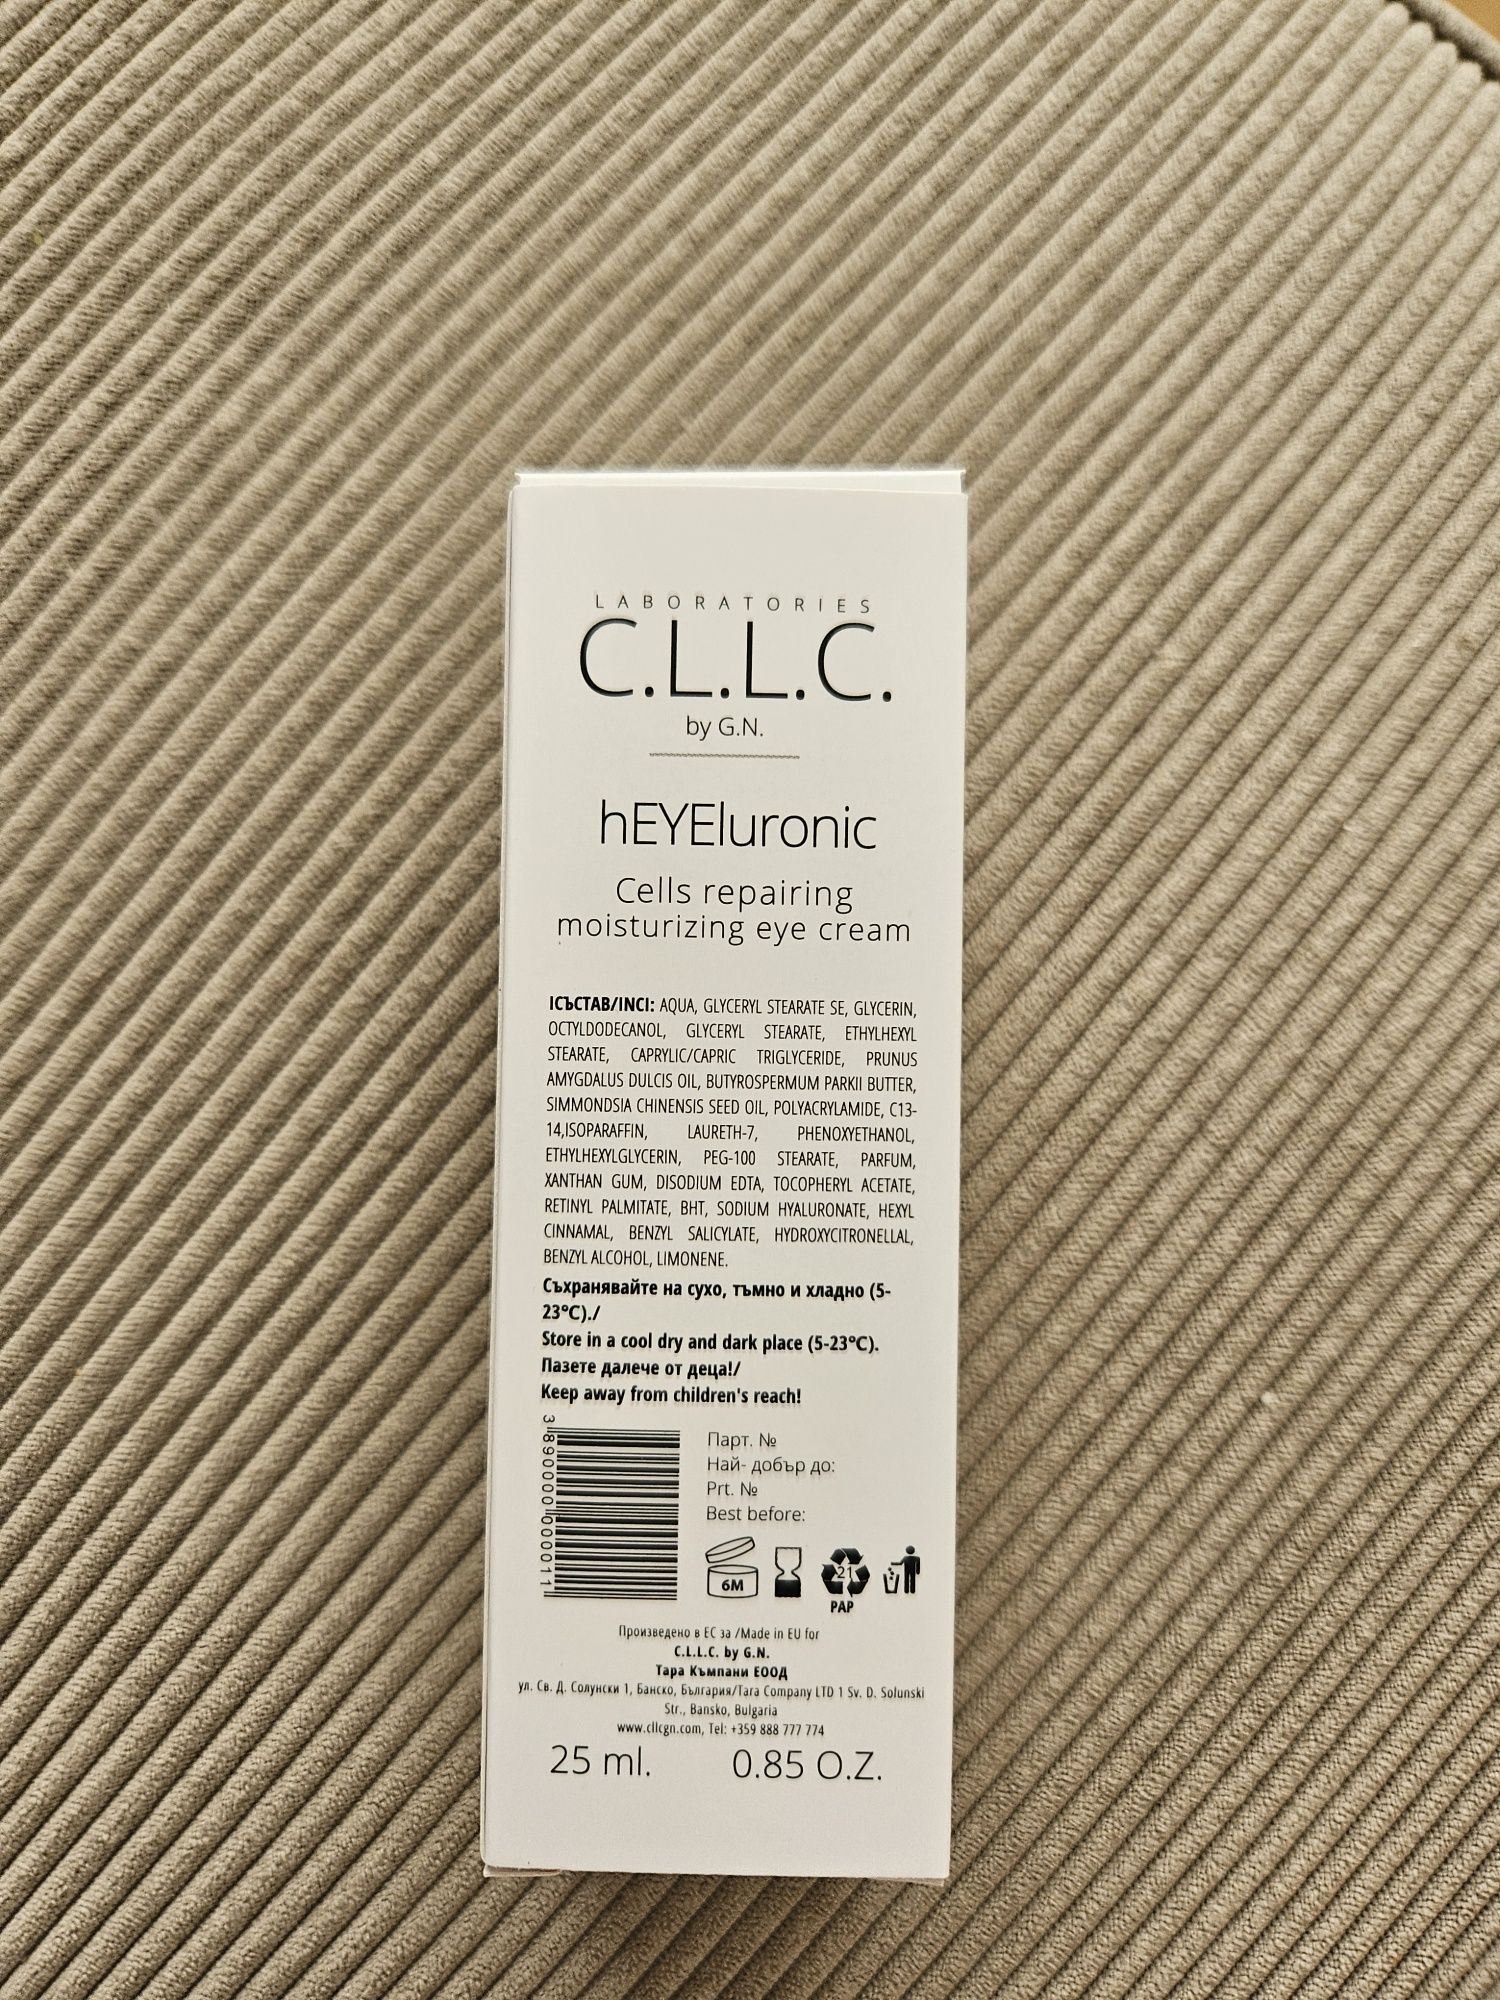 LABORATORIES
C.L.L.C.
by G.N.
hEYEluronic
Cells repairing
moisturizing eye cream
ICЪСТАВ/INCI: AQUA, GLYCERYL STEARATE SE, GLYCERIN,
OCTYLDODECANOL, GLYCERYL STEARATE, ETHYLHEXYL
STEARATE, CAPRYLIC/CAPRIC TRIGLYCERIDE, PRUNUS
AMYGDALUS DULCIS OIL, BUTYROSPERMUM PARKII BUTTER,
SIMMONDSIA CHINENSIS SEED OIL, POLYACRYLAMIDE, C13-
14,ISOPARAFFIN, LAURETH-7, PHENOXYETHANOL,
ETHYLHEXYLGLYCERIN, PEG-100 STEARATE, PARFUM,
XANTHAN GUM, DISODIUM EDTA, TOCOPHERYL ACETATE,
RETINYL PALMITATE, BHT, SODIUM HYALURONATE, HEXYL
CINNAMAL, BENZYL SALICYLATE, HYDROXYCITRONELLAL,
BENZYL ALCOHOL, LIMONENE.
Съхранявайте на сухо, тъмно и хладно (5-
23°C)./
Store in a cool dry and dark place (5-23°C).
Пазете далече от деца!/
Keep away from children's reach!
3 890000 000011
Парт. №
Най- добър до:
Prt. №
Best before:
6M
21
PAP
Произведено в ЕС за /Made in EU for
C.L.L.C. by G.N.
Тара Къмпани ЕООД
ул. Св. Д. Солунски 1, Банско, България/Tara Company LTD 1 Sv. D. Solunski
Str., Bansko, Bulgaria
www.cllcgn.com, Tel: +359 888 777 774
25 ml. 0.85 O.Z.